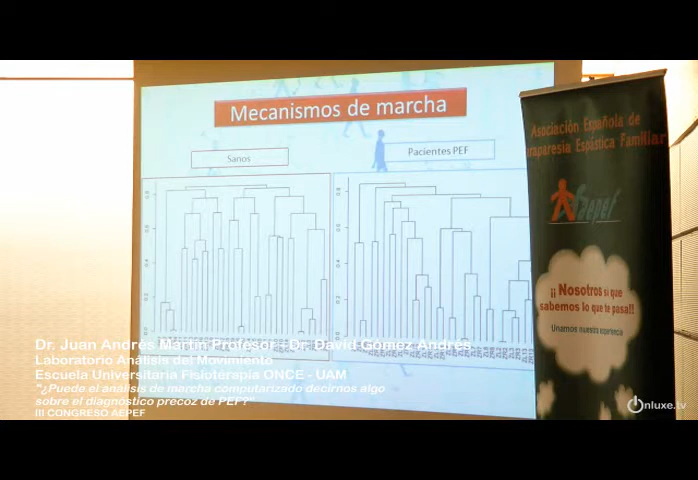 Mecanismos de marcha
Sanos
Pacientes PEF
Asociación Española de
araparesia Espástica Familiar
aepef
¡¡ Nosotros si que
sabemos lo que te pasa!!
Unamos nuestra experiencia
Dr. Juan Andrés Martín Profesor - Dr. David Gómez Andrés
Laboratorio Análisis del Movimiento
Escuela Universitaria Fisioterapia ONCE - UAM
"¿Puede el análisis de marcha computarizado decirnos algo
sobre el diagnóstico precoz de PEF?"
III CONGRESO AEPEF
Onluxe.tv